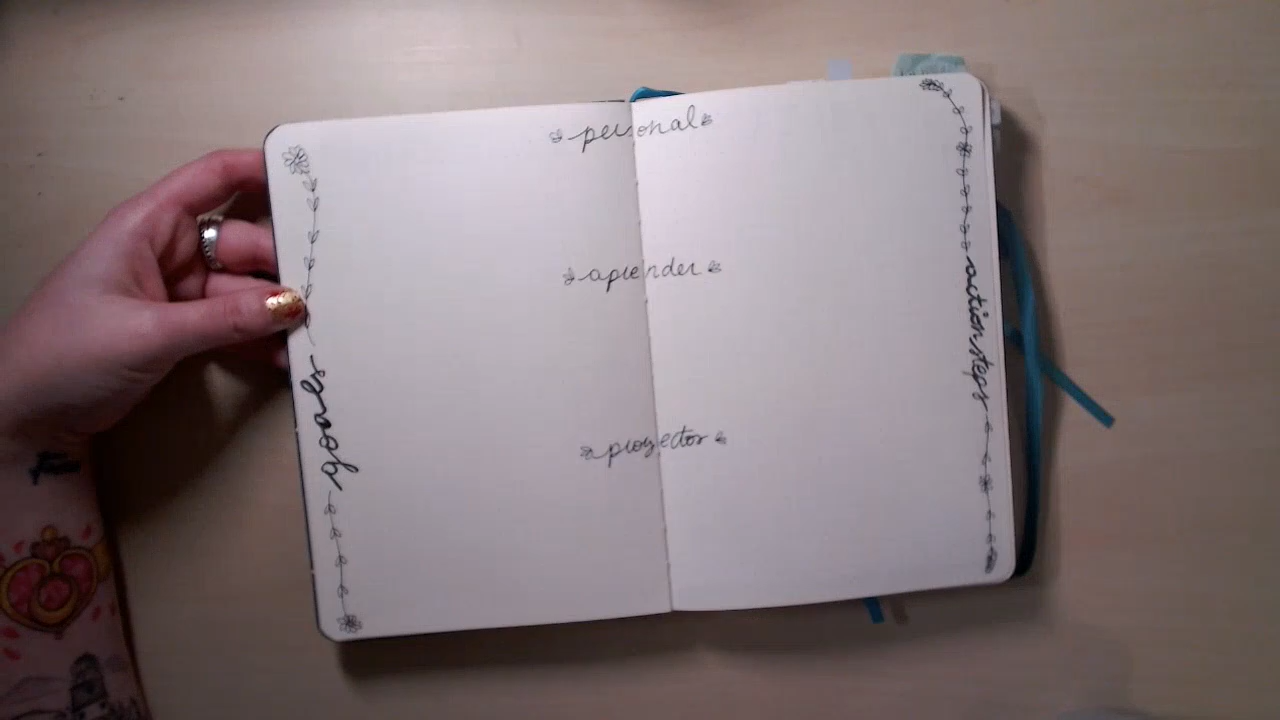 personal
aprender
proyector
goals
action steps